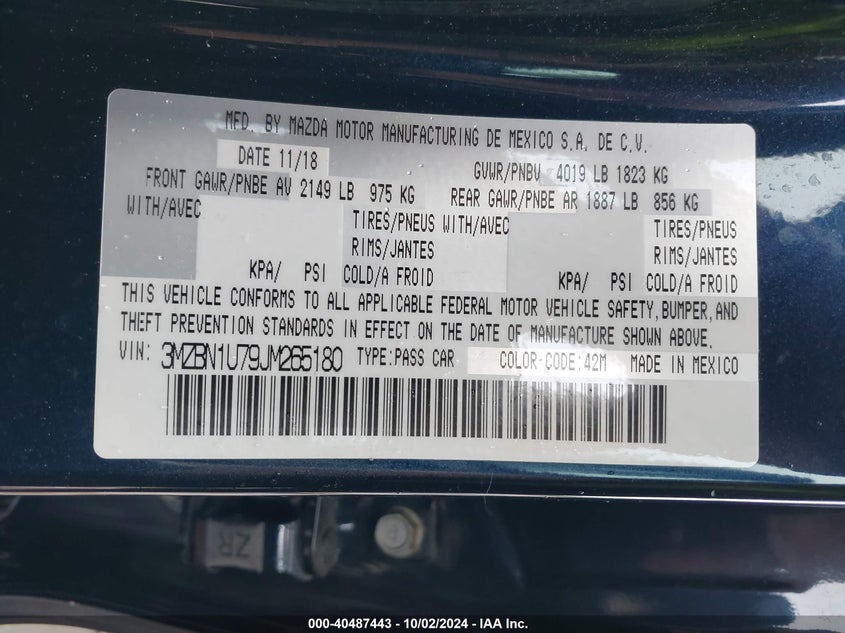 MFD. BY MAZDA MOTOR MANUFACTURING DE MEXICO S.A. DE C.V.
DATE 11/18 GVWR/PNBV 4019 LB 1823 KG
FRONT GAWR/PNBE AV 2149 LB 975 KG REAR GAWR/PNBE AR 1887 LB 856 KG
WITH/AVEC TIRES/PNEUS WITH/AVEC TIRES/PNEUS
RIMS/JANTES RIMS/JANTES
KPA/ PSI COLD/A FROID KPA/ PSI COLD/A FROID
THIS VEHICLE CONFORMS TO ALL APPLICABLE FEDERAL MOTOR VEHICLE SAFETY,BUMPER,AND
THEFT PREVENTION STANDARDS IN EFFECT ON THE DATE OF MANUFACTURE SHOWN ABOVE.
VIN: 3MZBN1U79JM265180 TYPE:PASS CAR COLOR-CODE:42M MADE IN MEXICO
ZR
000-40487443 - 10/02/2024 - IAA Inc.